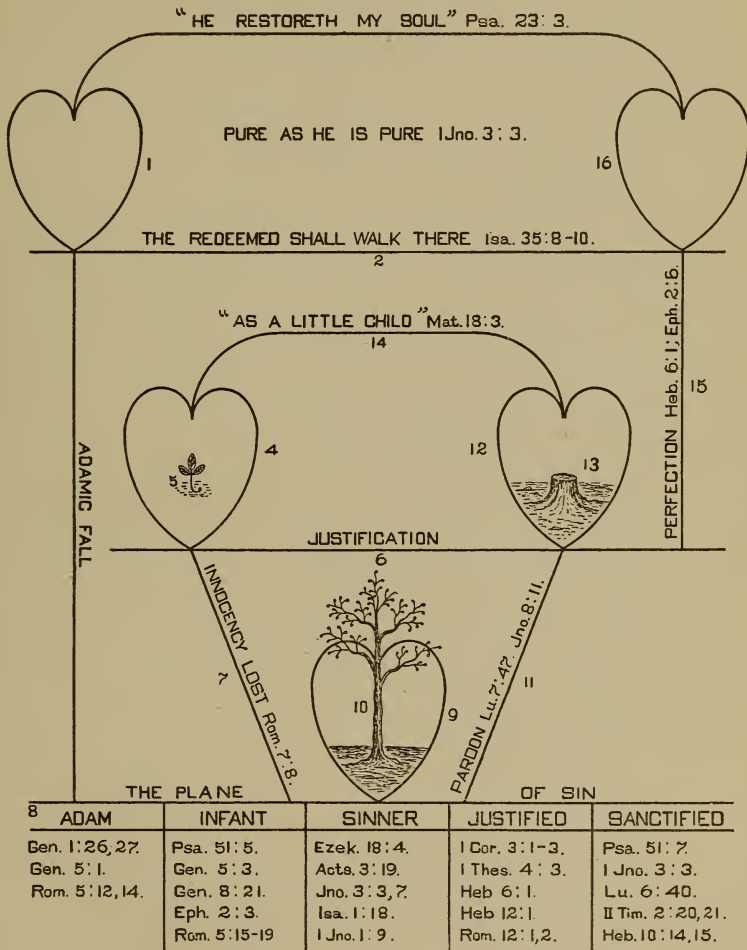 "HE RESTORETH MY SOUL" Psa. 23:3.
PURE AS HE IS PURE I Jno. 3:3.
1
16
THE REDEEMED SHALL WALK THERE Isa. 35:8-10.
2
"AS A LITTLE CHILD" Mat. 18:3.
14
ADAMIC FALL
4
5
12
13
PERFECTION Heb. 6:1; Eph. 2:6.
15
JUSTIFICATION
6
INNOCENCY LOST Rom. 7:8.
7
10
9
PARDON Lu. 7:47. Jno. 8:11.
11
THE PLANE OF SIN
8
ADAM
Gen. 1:26,27.
Gen. 5:1.
Rom. 5:12,14.
INFANT
Psa. 51:5.
Gen. 5:3.
Gen. 8:21.
Eph. 2:3.
Rom. 5:15-19
SINNER
Ezek. 18:4.
Acts. 3:19.
Jno. 3:3,7.
Isa. 1:18.
I Jno. 1:9.
JUSTIFIED
I Cor. 3:1-3.
I Thes. 4:3.
Heb 6:1.
Heb 12:1.
Rom. 12:1,2.
SANCTIFIED
Psa. 51:7.
I Jno. 3:3.
Lu. 6:40.
II Tim. 2:20,21.
Heb. 10:14,15.